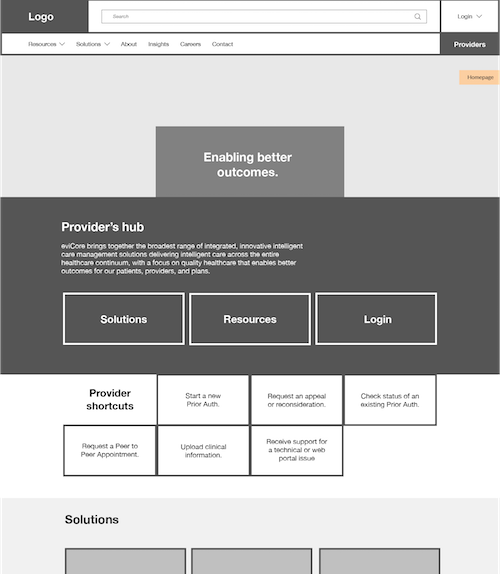 Logo
Search
Login
Resources
Solutions
About
Insights
Careers
Contact
Providers
Homepage
Enabling better
outcomes.
Provider's hub
eviCore brings together the broadest range of integrated, innovative intelligent
care management solutions delivering intelligent care across the entire
healthcare continuum, with a focus on quality healthcare that enables better
outcomes for our patients, providers, and plans.
Solutions
Resources
Login
Provider
shortcuts
Start a new
Prior Auth.
Request an appeal
or reconsideration.
Check status of an
existing Prior Auth.
Request a Peer to
Peer Appointment.
Upload clinical
information.
Receive support for
a technical or web
portal issue
Solutions